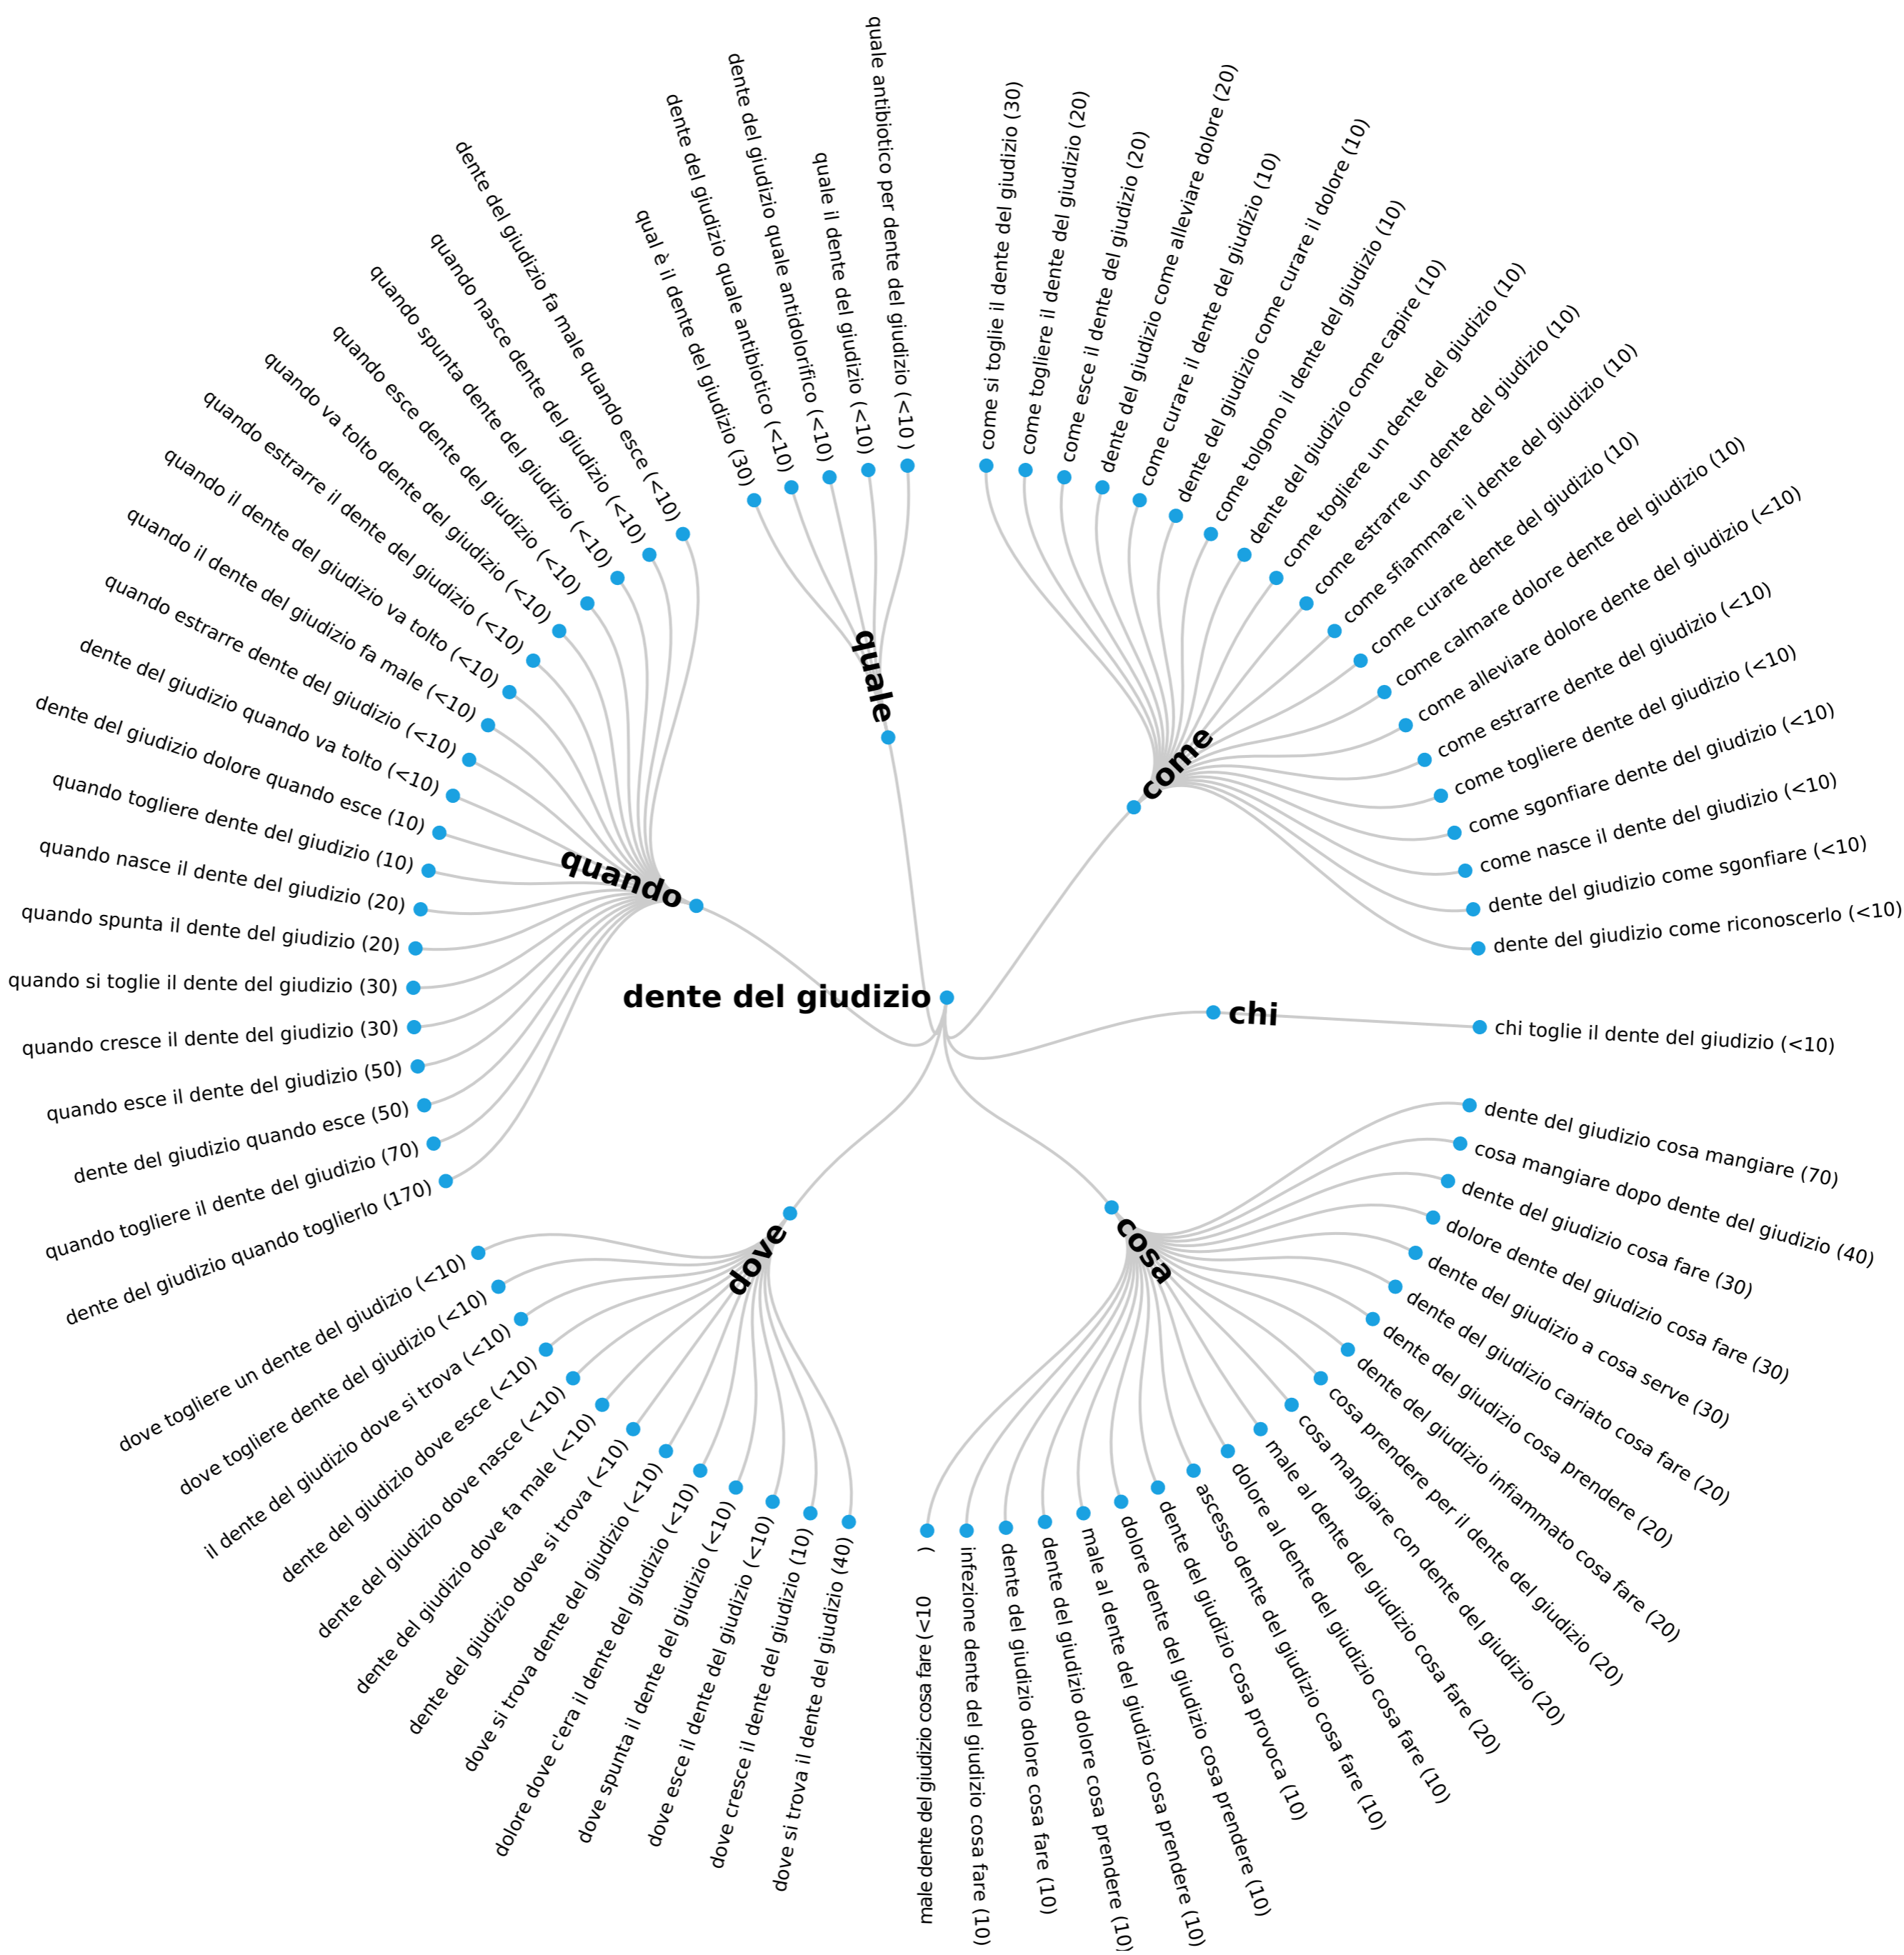 dente del giudizio
quale
qual è il dente del giudizio (30)
dente del giudizio quale antibiotico (<10)
dente del giudizio quale antidolorifico (<10)
quale il dente del giudizio (<10)
quale antibiotico per dente del giudizio (<10 )
come
come si toglie il dente del giudizio (30)
come togliere il dente del giudizio (20)
come esce il dente del giudizio (20)
dente del giudizio come alleviare dolore (20)
come curare il dente del giudizio (10)
dente del giudizio come curare il dolore (10)
come tolgono il dente del giudizio (10)
dente del giudizio come capire (10)
come togliere un dente del giudizio (10)
come estrarre un dente del giudizio (10)
come sfiammare il dente del giudizio (10)
come curare dente del giudizio (10)
come calmare dolore dente del giudizio (10)
come alleviare dolore dente del giudizio (<10)
come estrarre dente del giudizio (<10)
come togliere dente del giudizio (<10)
come sgonfiare dente del giudizio (<10)
come nasce il dente del giudizio (<10)
dente del giudizio come sgonfiare (<10)
dente del giudizio come riconoscerlo (<10)
chi
chi toglie il dente del giudizio (<10)
cosa
dente del giudizio cosa mangiare (70)
cosa mangiare dopo dente del giudizio (40)
dente del giudizio cosa fare (30)
dolore dente del giudizio cosa fare (30)
dente del giudizio a cosa serve (30)
dente del giudizio cariato cosa fare (20)
dente del giudizio cosa prendere (20)
dente del giudizio infiammato cosa fare (20)
cosa prendere per il dente del giudizio (20)
cosa mangiare con dente del giudizio (20)
male al dente del giudizio cosa fare (20)
dolore al dente del giudizio cosa fare (10)
ascesso dente del giudizio cosa fare (10)
dente del giudizio cosa provoca (10)
dolore dente del giudizio cosa prendere (10)
male al dente del giudizio cosa prendere (10)
dente del giudizio dolore cosa prendere (10)
dente del giudizio dolore cosa fare (10)
infezione dente del giudizio cosa fare (10)
male dente del giudizio cosa fare (<10 )
dove
dove si trova il dente del giudizio (40)
dove cresce il dente del giudizio (10)
dove esce il dente del giudizio (<10)
dove spunta il dente del giudizio (<10)
dolore dove c'era il dente del giudizio (<10)
dove si trova dente del giudizio (<10)
dente del giudizio dove si trova (<10)
dente del giudizio dove fa male (<10)
dente del giudizio dove nasce (<10)
dente del giudizio dove esce (<10)
il dente del giudizio dove si trova (<10)
dove togliere dente del giudizio (<10)
dove togliere un dente del giudizio (<10)
quando
dente del giudizio quando toglierlo (170)
quando togliere il dente del giudizio (70)
dente del giudizio quando esce (50)
quando esce il dente del giudizio (50)
quando cresce il dente del giudizio (30)
quando si toglie il dente del giudizio (30)
quando spunta il dente del giudizio (20)
quando nasce il dente del giudizio (20)
quando togliere dente del giudizio (10)
dente del giudizio dolore quando esce (10)
dente del giudizio quando va tolto (<10)
quando estrarre dente del giudizio (<10)
quando il dente del giudizio fa male (<10)
quando il dente del giudizio va tolto (<10)
quando estrarre il dente del giudizio (<10)
quando va tolto dente del giudizio (<10)
quando esce dente del giudizio (<10)
quando spunta dente del giudizio (<10)
quando nasce dente del giudizio (<10)
dente del giudizio fa male quando esce (<10)